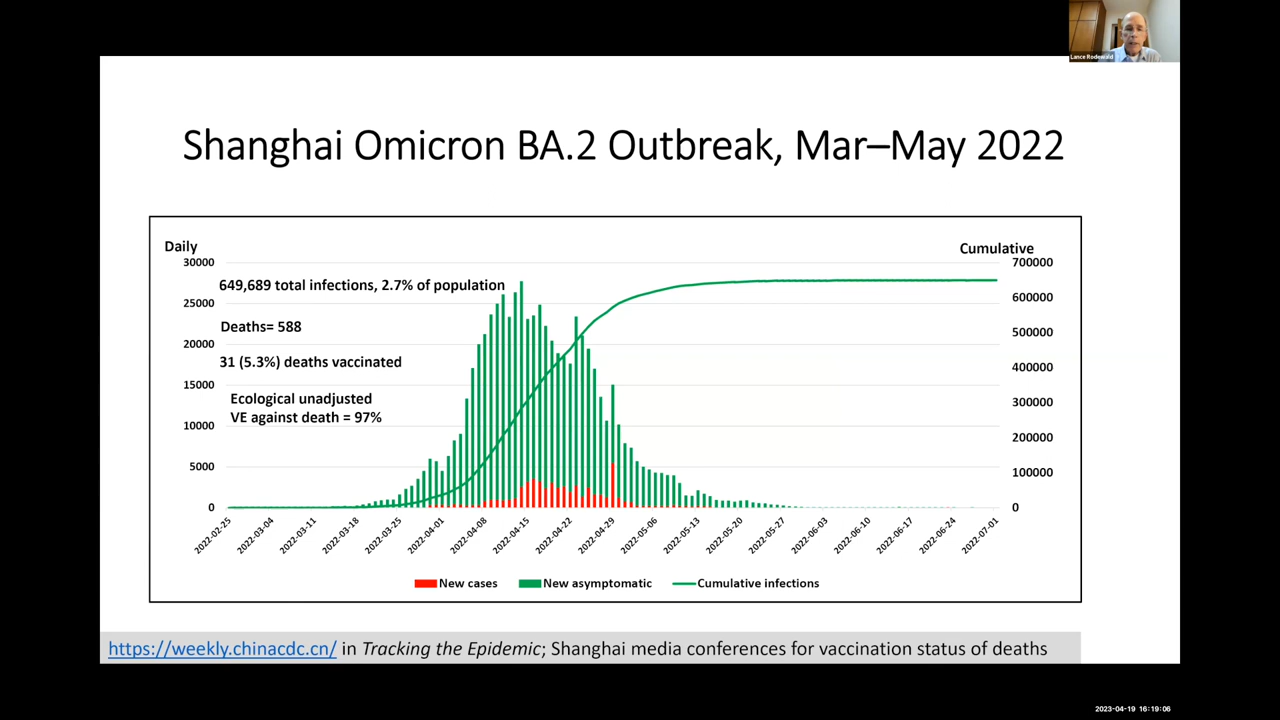 Lance Rodewald
Shanghai Omicron BA.2 Outbreak, Mar–May 2022
Daily
Cumulative
30000
25000
20000
15000
10000
5000
0
649,689 total infections, 2.7% of population
Deaths= 588
31 (5.3%) deaths vaccinated
Ecological unadjusted
VE against death = 97%
700000
600000
500000
400000
300000
200000
100000
0
2022-02-25
2022-03-04
2022-03-11
2022-03-18
2022-03-25
2022-04-01
2022-04-08
2022-04-15
2022-04-22
2022-04-29
2022-05-06
2022-05-13
2022-05-20
2022-05-27
2022-06-03
2022-06-10
2022-06-17
2022-06-24
2022-07-01
New cases
New asymptomatic
Cumulative infections
https://weekly.chinacdc.cn/ in Tracking the Epidemic; Shanghai media conferences for vaccination status of deaths
2023-04-19 16:19:06